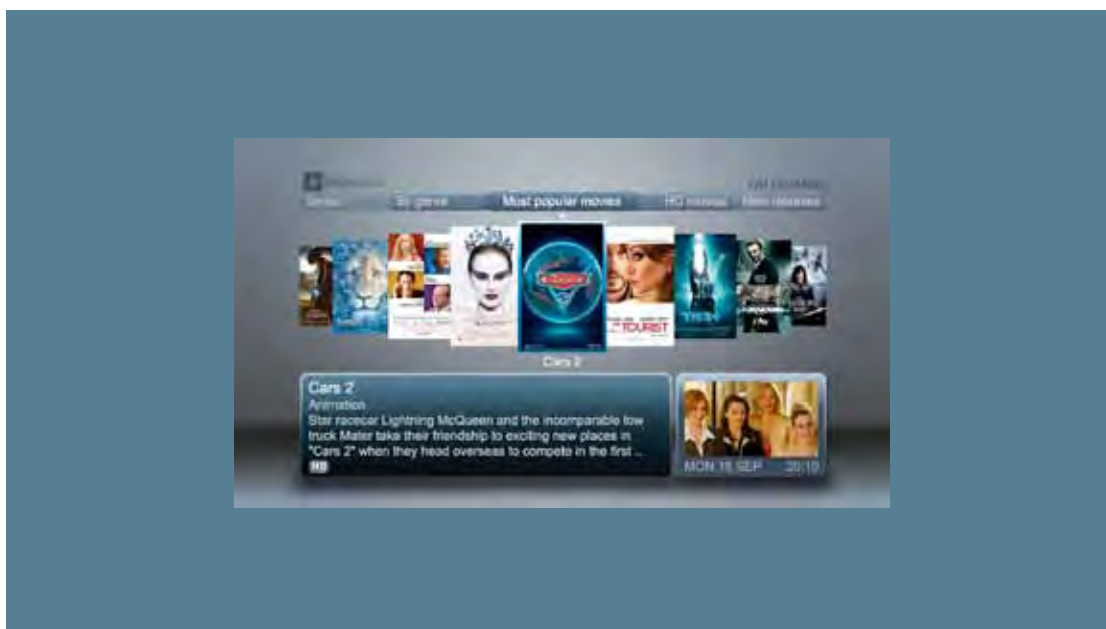 By genre Most popular movies HD movies New releases
THE TOURIST
Cars 2
Cars 2
Animation
Star racecar Lightning McQueen and the incomparable tow
truck Mater take their friendship to exciting new places in
"Cars 2" when they head overseas to compete in the first ...
HD
MON 16 SEP 20:10